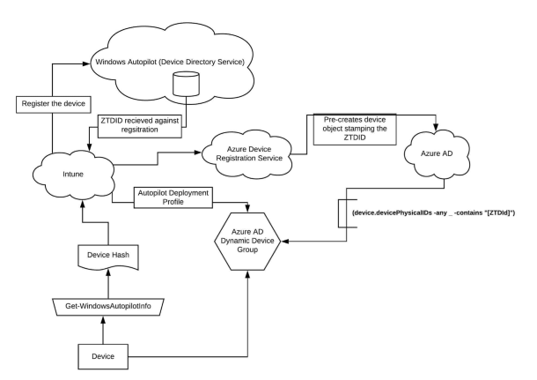 Windows Autopilot (Device Directory Service)
Register the device
ZTDID recieved against
regsitration
Pre-creates device
object stamping the
ZTDID
Azure Device
Registration Service
Azure AD
Intune
Autopilot Deployment
Profile
(device.devicePhysicalIDs -any _ -contains "[ZTDId]")
Azure AD
Dynamic Device
Group
Device Hash
Get-WindowsAutopilotInfo
Device